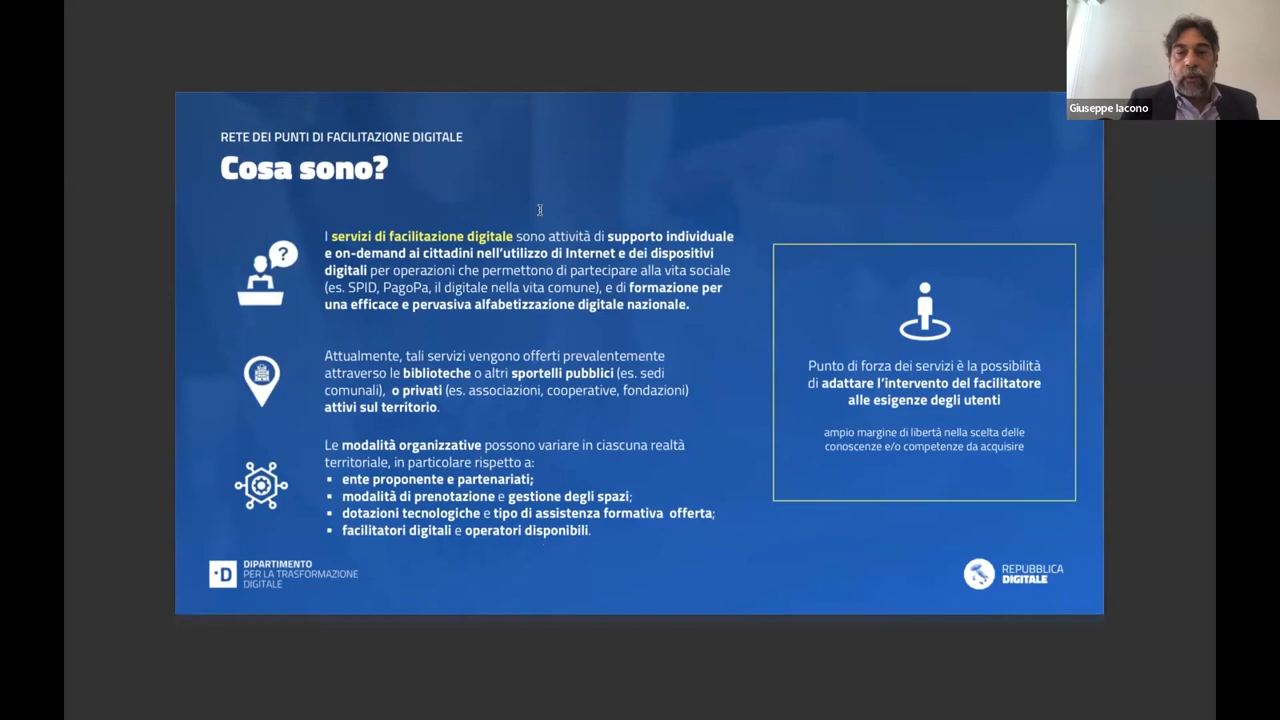 Giuseppe Iacono
RETE DEI PUNTI DI FACILITAZIONE DIGITALE
Cosa sono?
?
I servizi di facilitazione digitale sono attività di supporto individuale
e on-demand ai cittadini nell'utilizzo di Internet e dei dispositivi
digitali per operazioni che permettono di partecipare alla vita sociale
(es. SPID, PagoPa, il digitale nella vita comune), e di formazione per
una efficace e pervasiva alfabetizzazione digitale nazionale.
Attualmente, tali servizi vengono offerti prevalentemente
attraverso le biblioteche o altri sportelli pubblici (es. sedi
comunali), o privati (es. associazioni, cooperative, fondazioni)
attivi sul territorio.
Le modalità organizzative possono variare in ciascuna realtà
territoriale, in particolare rispetto a:
▪ ente proponente e partenariati;
▪ modalità di prenotazione e gestione degli spazi;
▪ dotazioni tecnologiche e tipo di assistenza formativa offerta;
▪ facilitatori digitali e operatori disponibili.
Punto di forza dei servizi è la possibilità
di adattare l'intervento del facilitatore
alle esigenze degli utenti
ampio margine di libertà nella scelta delle
conoscenze e/o competenze da acquisire
·D
DIPARTIMENTO
PER LA TRASFORMAZIONE
DIGITALE
REPUBBLICA
DIGITALE